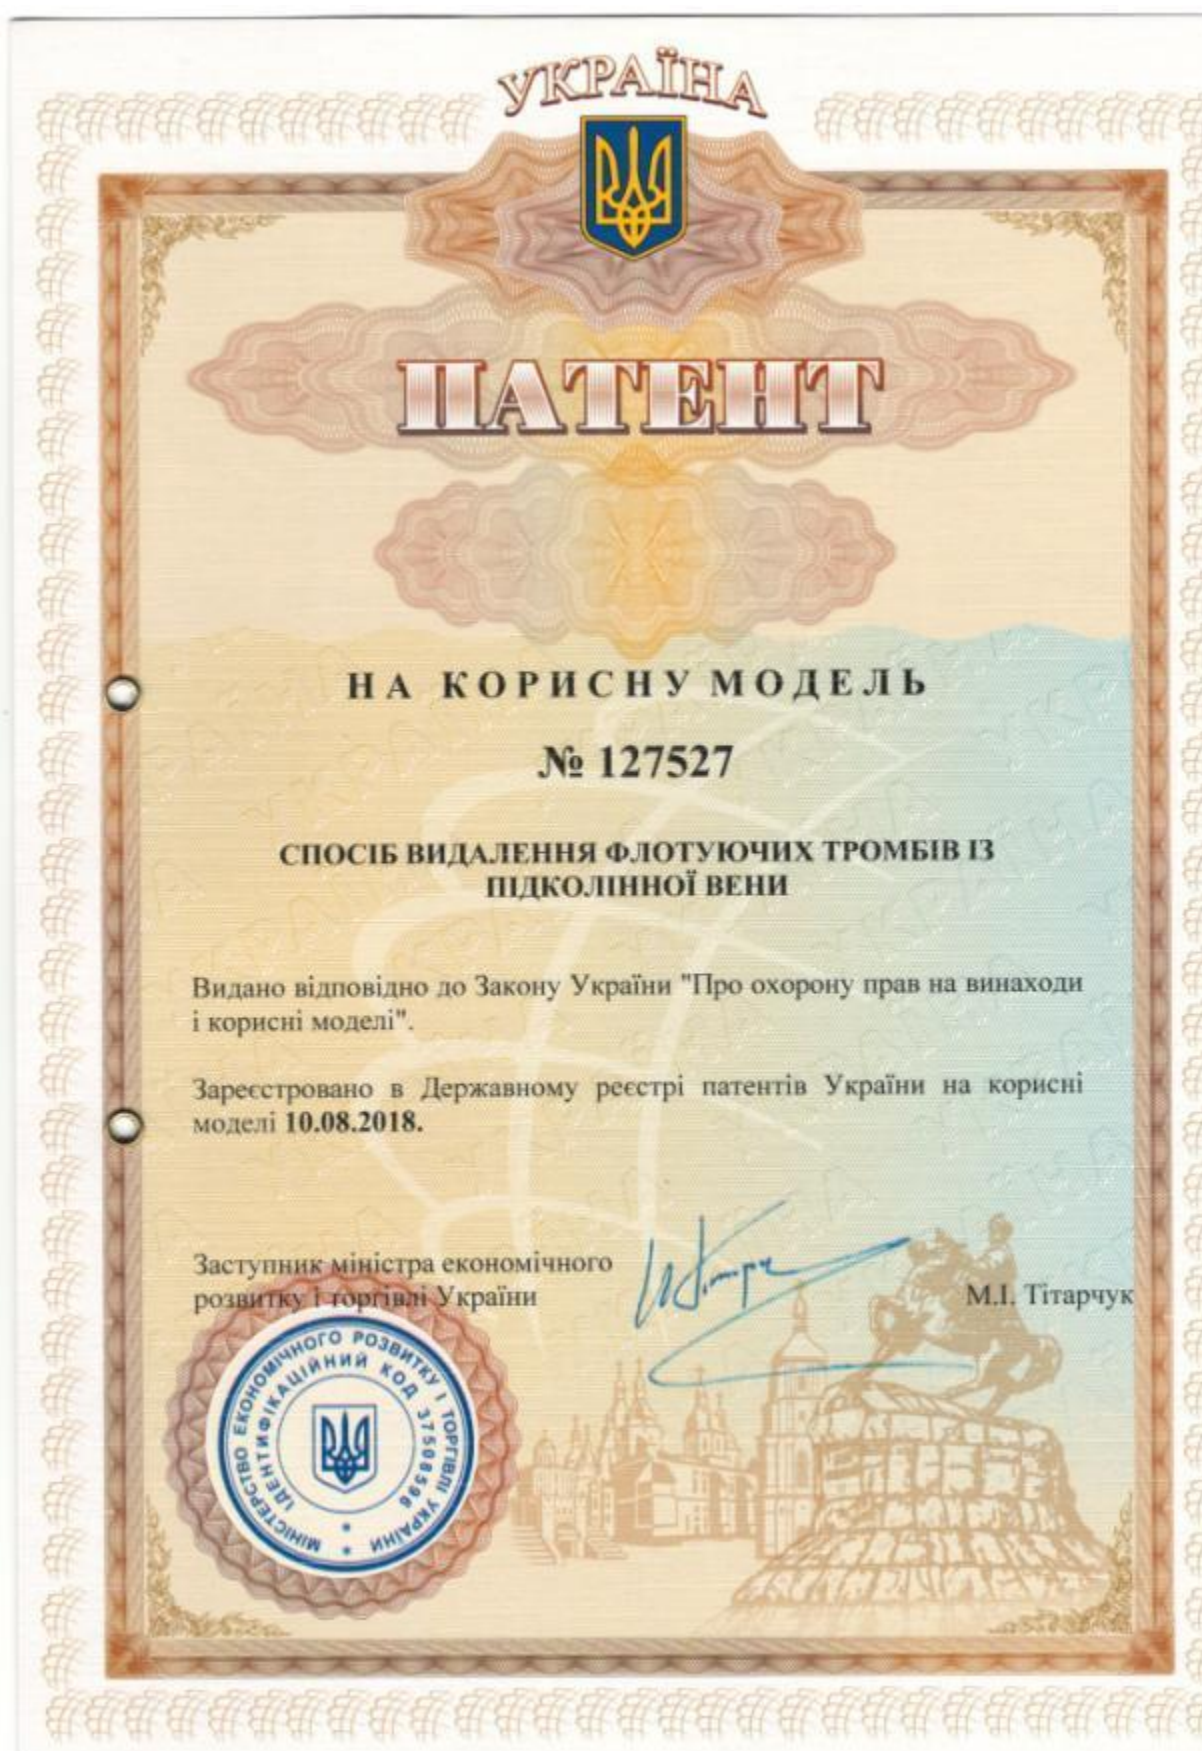 УКРАЇНА
ПАТЕНТ
НА КОРИСНУ МОДЕЛЬ
№ 127527
СПОСІБ ВИДАЛЕННЯ ФЛОТУЮЧИХ ТРОМБІВ ІЗ
ПІДКОЛІННОЇ ВЕНИ
Видано відповідно до Закону України "Про охорону прав на винаходи
і корисні моделі".
Зареєстровано в Державному реєстрі патентів України на корисні
моделі 10.08.2018.
Заступник міністра економічного
розвитку і торгівлі України
М.І. Тітарчук
МІНІСТЕРСТВО ЕКОНОМІЧНОГО РОЗВИТКУ І ТОРГІВЛІ УКРАЇНИ *
ІДЕНТИФІКАЦІЙНИЙ КОД 37508596 *